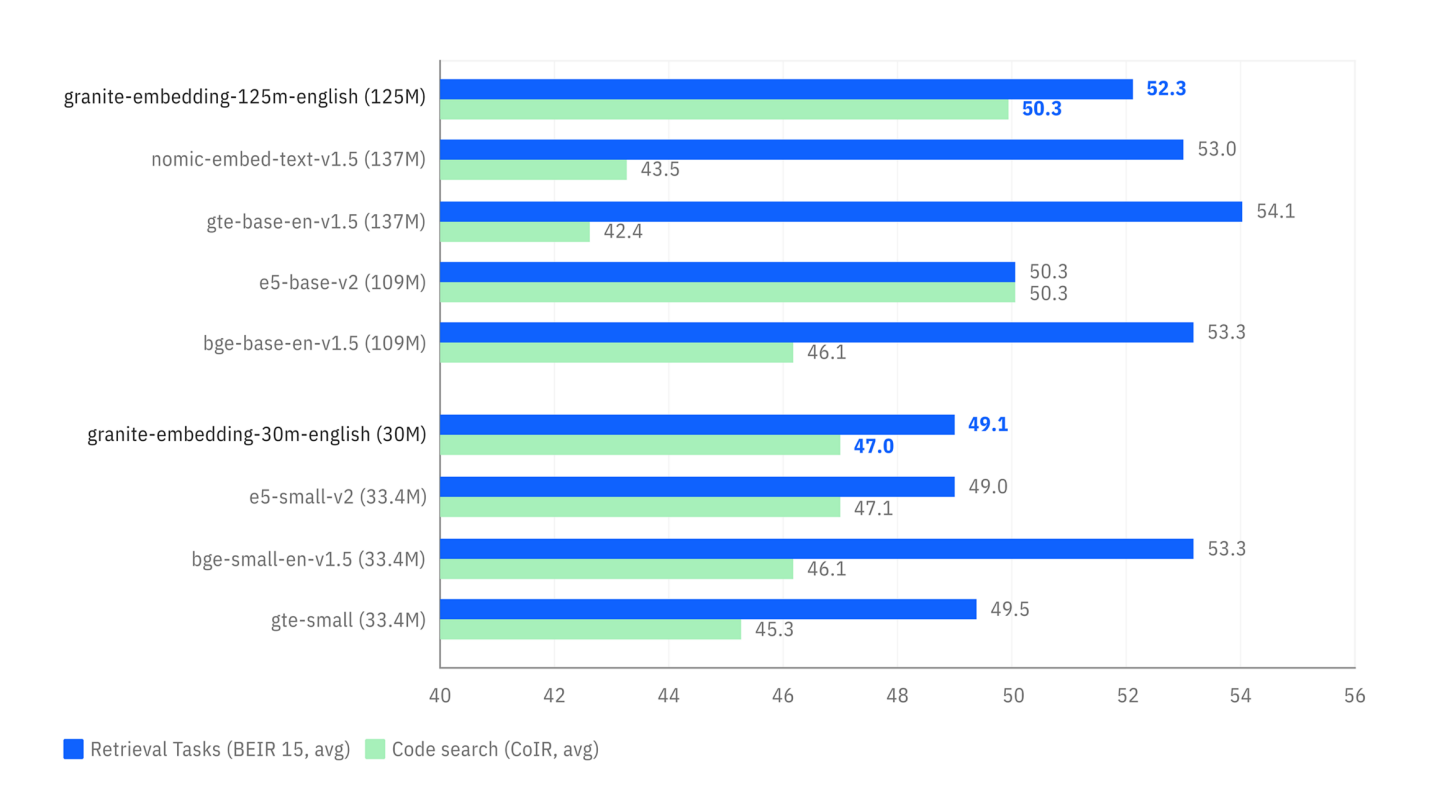 granite-embedding-125m-english (125M)
52.3
50.3
nomic-embed-text-v1.5 (137M)
53.0
43.5
gte-base-en-v1.5 (137M)
54.1
42.4
e5-base-v2 (109M)
50.3
50.3
bge-base-en-v1.5 (109M)
53.3
46.1
granite-embedding-30m-english (30M)
49.1
47.0
e5-small-v2 (33.4M)
49.0
47.1
bge-small-en-v1.5 (33.4M)
53.3
46.1
gte-small (33.4M)
49.5
45.3
40 42 44 46 48 50 52 54 56
Retrieval Tasks (BEIR 15, avg) Code search (CoIR, avg)